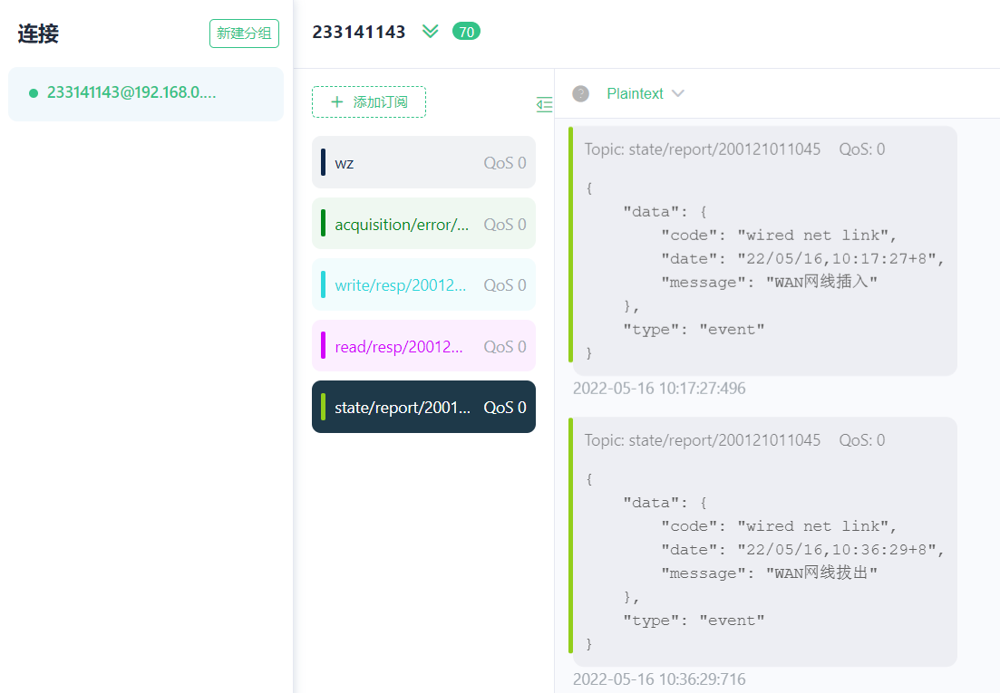 连接
新建分组
233141143@192.168.0....
233141143
70
添加订阅
wz QoS 0
acquisition/error/... QoS 0
write/resp/20012... QoS 0
read/resp/20012... QoS 0
state/report/2001... QoS 0
? Plaintext
Topic: state/report/200121011045 QoS: 0
{
"data": {
"code": "wired net link",
"date": "22/05/16,10:17:27+8",
"message": "WAN网线插入"
},
"type": "event"
}
2022-05-16 10:17:27:496
Topic: state/report/200121011045 QoS: 0
{
"data": {
"code": "wired net link",
"date": "22/05/16,10:36:29+8",
"message": "WAN网线拔出"
},
"type": "event"
}
2022-05-16 10:36:29:716